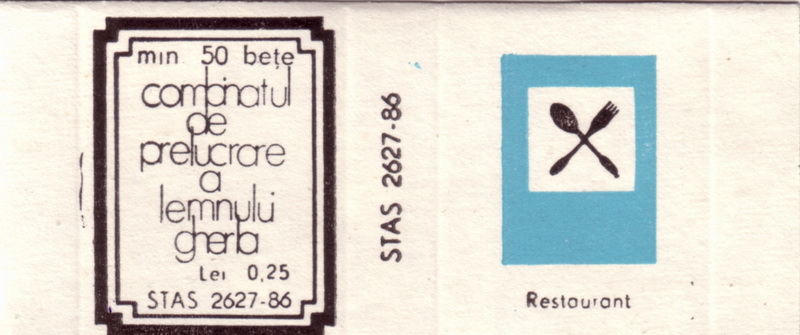 min 50 bețe
combinatul
de
prelucrare
a
lemnului
gherla
Lei 0,25
STAS 2627-86
STAS 2627-86
Restaurant